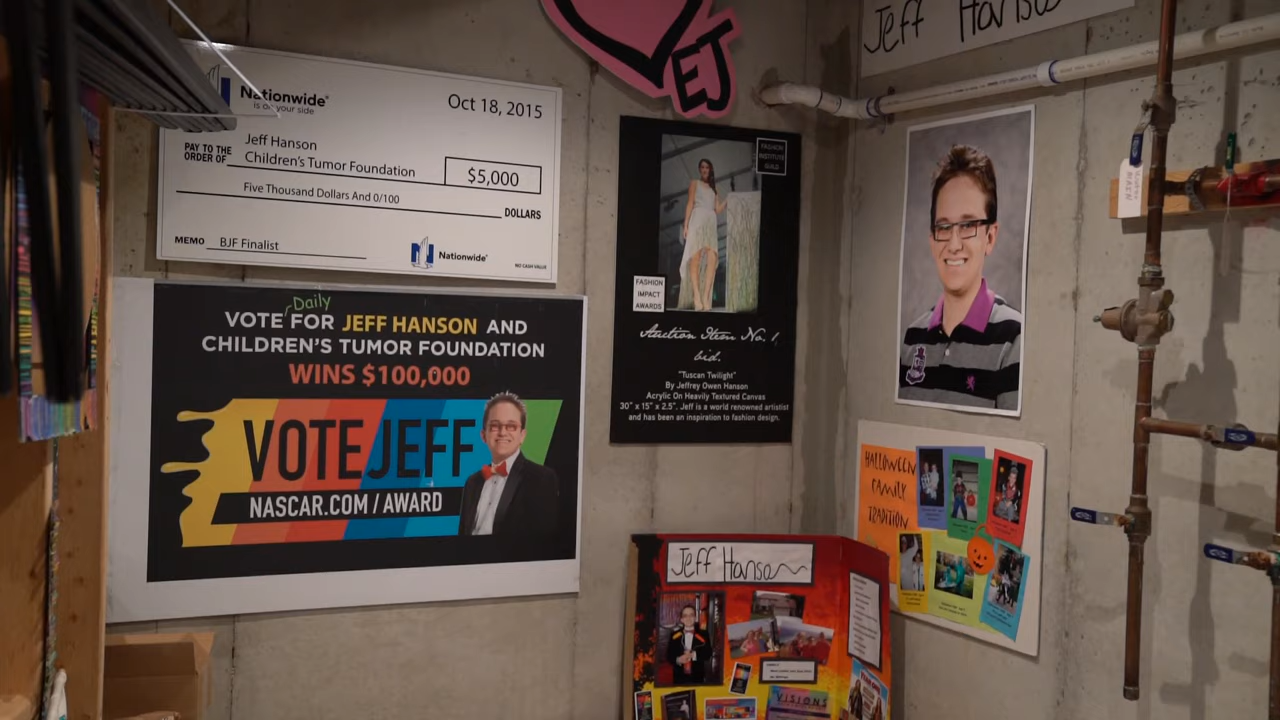 Nationwide®
is on your side
Oct 18, 2015
PAY TO THE
ORDER OF
Jeff Hanson
Children's Tumor Foundation
$5,000
Five Thousand Dollars And 0/100
DOLLARS
MEMO BJF Finalist
Nationwide®
NO CASH VALUE
Daily
VOTE FOR JEFF HANSON AND
CHILDREN'S TUMOR FOUNDATION
WINS $100,000
VOTE JEFF
NASCAR.COM / AWARD
EJ
FASHION
INSTITUTE
GUILD
FASHION
IMPACT
AWARDS
Auction Item No. 1
bid.
"Tuscan Twilight"
By Jeffrey Owen Hanson
Acrylic On Heavily Textured Canvas
30" x 15" x 2.5". Jeff is a world renowned artist
and has been an inspiration to fashion design.
Jeff Hanson
HALLOWEEN
FAMILY
TRADITION
Jeff Hanson
VISIONS